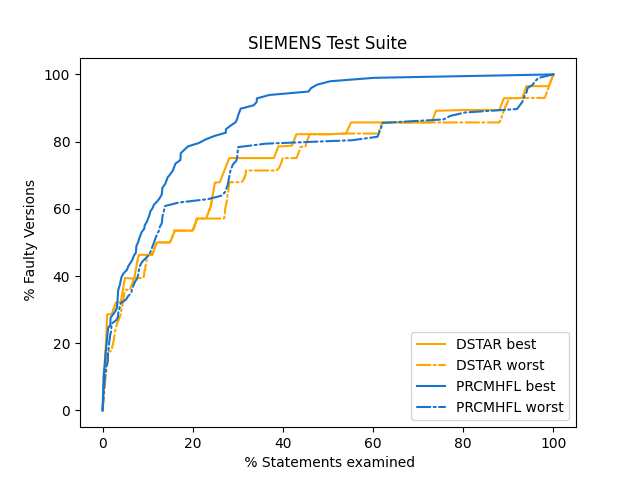 SIEMENS Test Suite
% Faulty Versions
100
80
60
40
20
0
0 20 40 60 80 100
% Statements examined
DSTAR best
DSTAR worst
PRCMHFL best
PRCMHFL worst